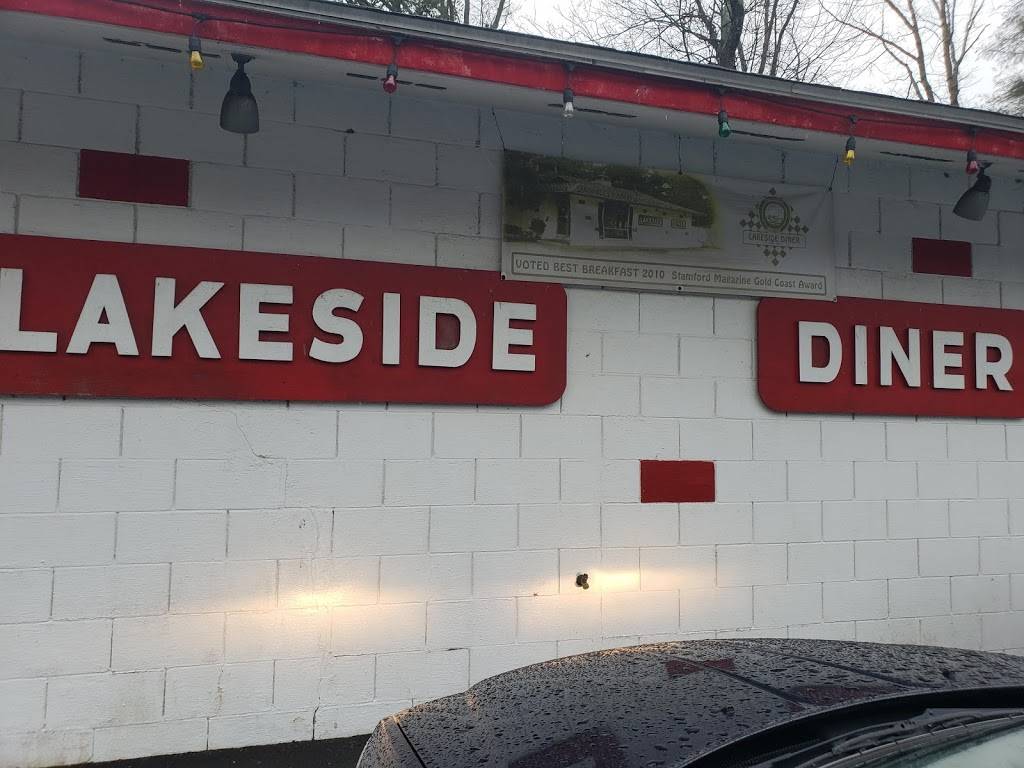 LAKESIDE DINER
LAKESIDE DINER
VOTED BEST BREAKFAST 2010 Stamford Magazine Gold Coast Award